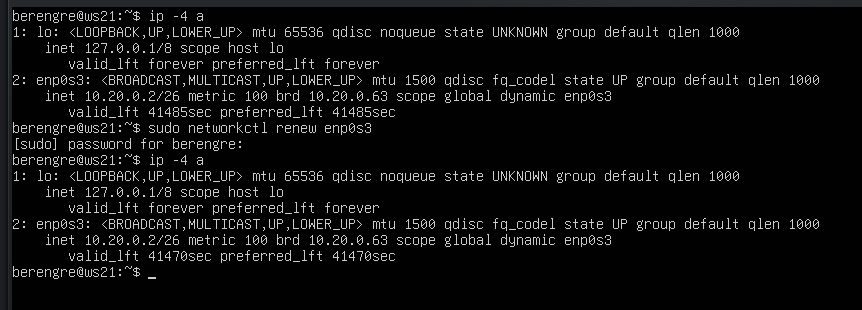 berengre@ws21:~$ ip -4 a
1: lo: <LOOPBACK,UP,LOWER_UP> mtu 65536 qdisc noqueue state UNKNOWN group default qlen 1000
    inet 127.0.0.1/8 scope host lo
       valid_lft forever preferred_lft forever
2: enp0s3: <BROADCAST,MULTICAST,UP,LOWER_UP> mtu 1500 qdisc fq_codel state UP group default qlen 1000
    inet 10.20.0.2/26 metric 100 brd 10.20.0.63 scope global dynamic enp0s3
       valid_lft 41485sec preferred_lft 41485sec
berengre@ws21:~$ sudo networkctl renew enp0s3
[sudo] password for berengre:
berengre@ws21:~$ ip -4 a
1: lo: <LOOPBACK,UP,LOWER_UP> mtu 65536 qdisc noqueue state UNKNOWN group default qlen 1000
    inet 127.0.0.1/8 scope host lo
       valid_lft forever preferred_lft forever
2: enp0s3: <BROADCAST,MULTICAST,UP,LOWER_UP> mtu 1500 qdisc fq_codel state UP group default qlen 1000
    inet 10.20.0.2/26 metric 100 brd 10.20.0.63 scope global dynamic enp0s3
       valid_lft 41470sec preferred_lft 41470sec
berengre@ws21:~$ _